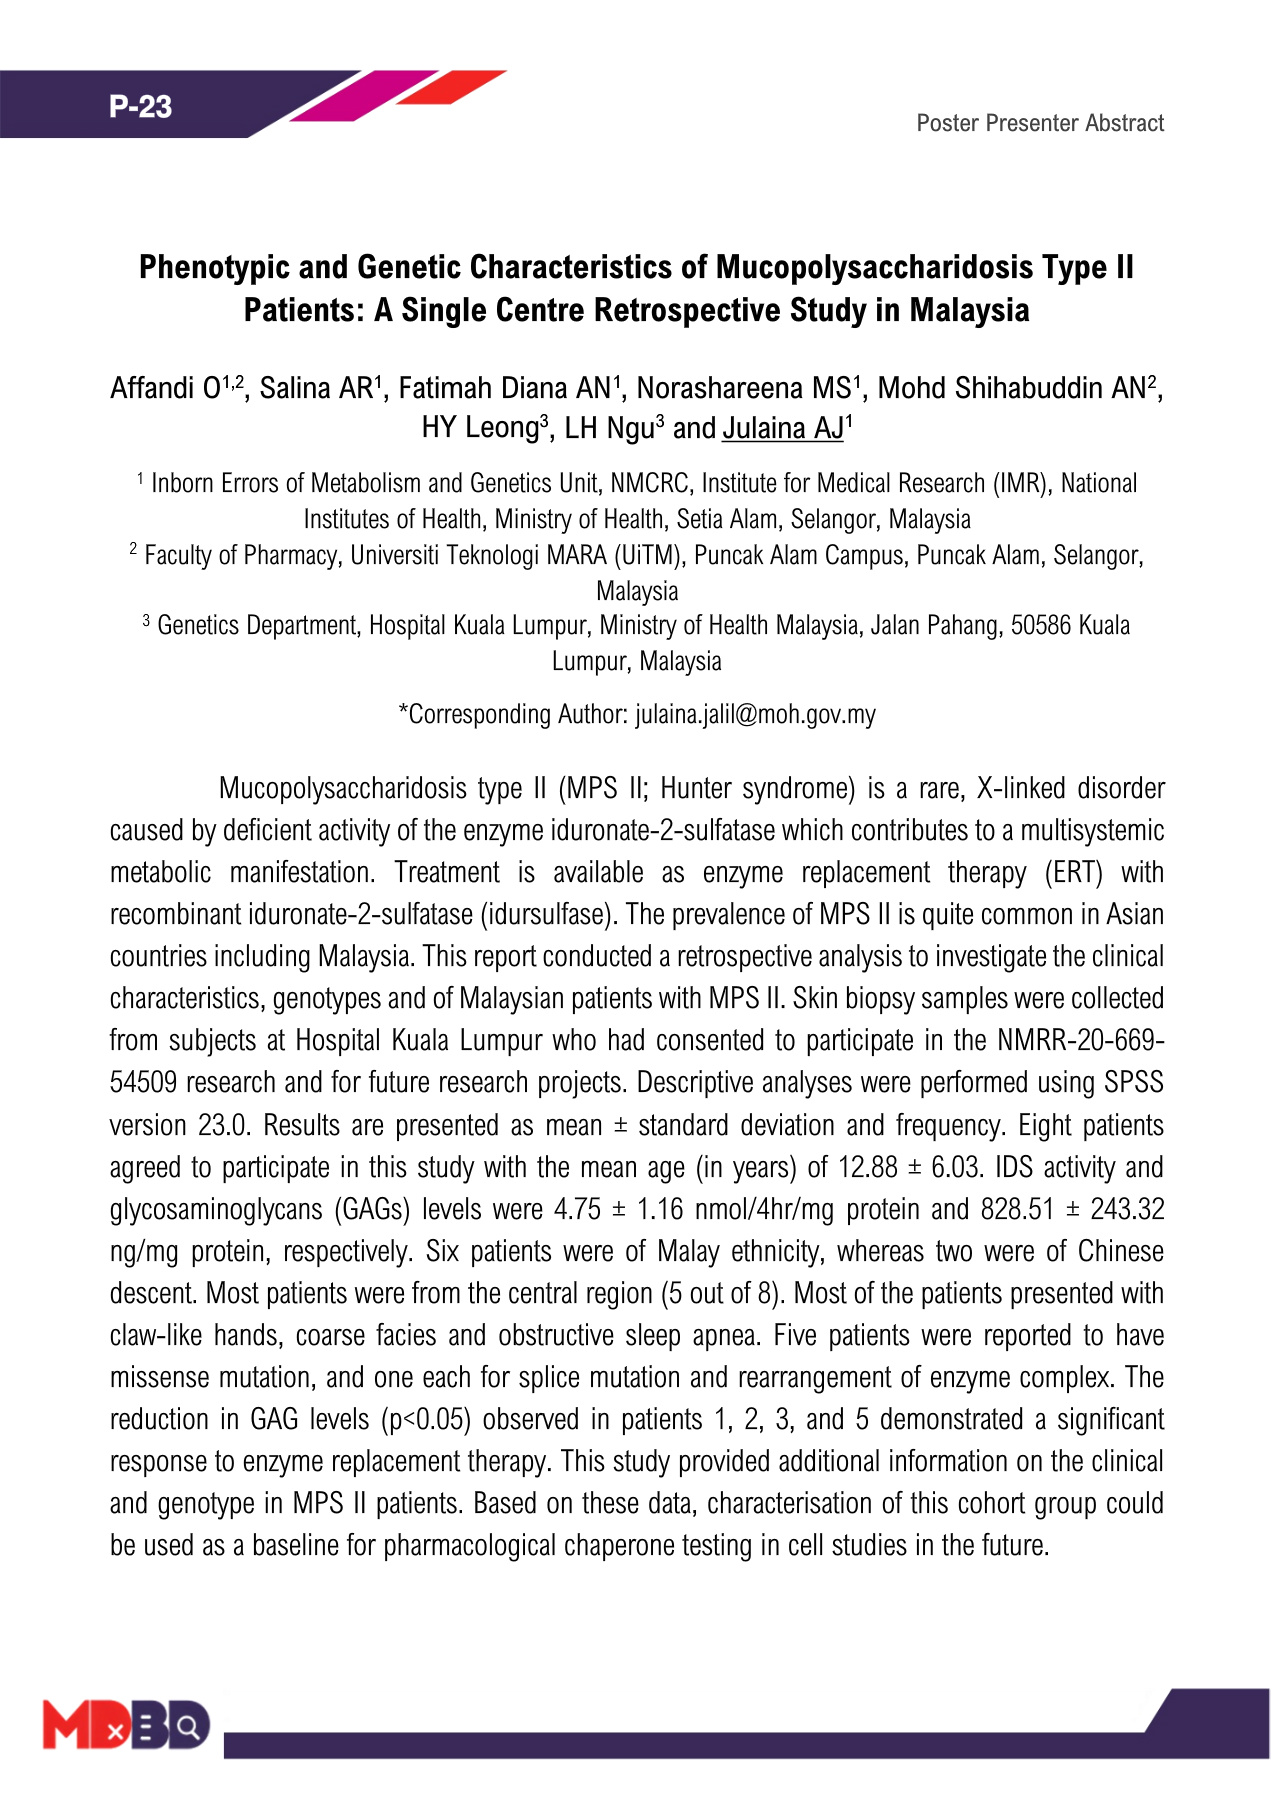 P-23
Poster Presenter Abstract
Phenotypic and Genetic Characteristics of Mucopolysaccharidosis Type II
Patients: A Single Centre Retrospective Study in Malaysia
Affandi O1,2, Salina AR1, Fatimah Diana AN1, Norashareena MS1, Mohd Shihabuddin AN2,
HY Leong3, LH Ngu3 and Julaina AJ1
1 Inborn Errors of Metabolism and Genetics Unit, NMCRC, Institute for Medical Research (IMR), National
Institutes of Health, Ministry of Health, Setia Alam, Selangor, Malaysia
2 Faculty of Pharmacy, Universiti Teknologi MARA (UiTM), Puncak Alam Campus, Puncak Alam, Selangor,
Malaysia
3 Genetics Department, Hospital Kuala Lumpur, Ministry of Health Malaysia, Jalan Pahang, 50586 Kuala
Lumpur, Malaysia
*Corresponding Author: julaina.jalil@moh.gov.my
Mucopolysaccharidosis type II (MPS II; Hunter syndrome) is a rare, X-linked disorder
caused by deficient activity of the enzyme iduronate-2-sulfatase which contributes to a multisystemic
metabolic manifestation. Treatment is available as enzyme replacement therapy (ERT) with
recombinant iduronate-2-sulfatase (idursulfase). The prevalence of MPS II is quite common in Asian
countries including Malaysia. This report conducted a retrospective analysis to investigate the clinical
characteristics, genotypes and of Malaysian patients with MPS II. Skin biopsy samples were collected
from subjects at Hospital Kuala Lumpur who had consented to participate in the NMRR-20-669-
54509 research and for future research projects. Descriptive analyses were performed using SPSS
version 23.0. Results are presented as mean ± standard deviation and frequency. Eight patients
agreed to participate in this study with the mean age (in years) of 12.88 ± 6.03. IDS activity and
glycosaminoglycans (GAGs) levels were 4.75 ± 1.16 nmol/4hr/mg protein and 828.51 ± 243.32
ng/mg protein, respectively. Six patients were of Malay ethnicity, whereas two were of Chinese
descent. Most patients were from the central region (5 out of 8). Most of the patients presented with
claw-like hands, coarse facies and obstructive sleep apnea. Five patients were reported to have
missense mutation, and one each for splice mutation and rearrangement of enzyme complex. The
reduction in GAG levels (p<0.05) observed in patients 1, 2, 3, and 5 demonstrated a significant
response to enzyme replacement therapy. This study provided additional information on the clinical
and genotype in MPS II patients. Based on these data, characterisation of this cohort group could
be used as a baseline for pharmacological chaperone testing in cell studies in the future.
MDxBD